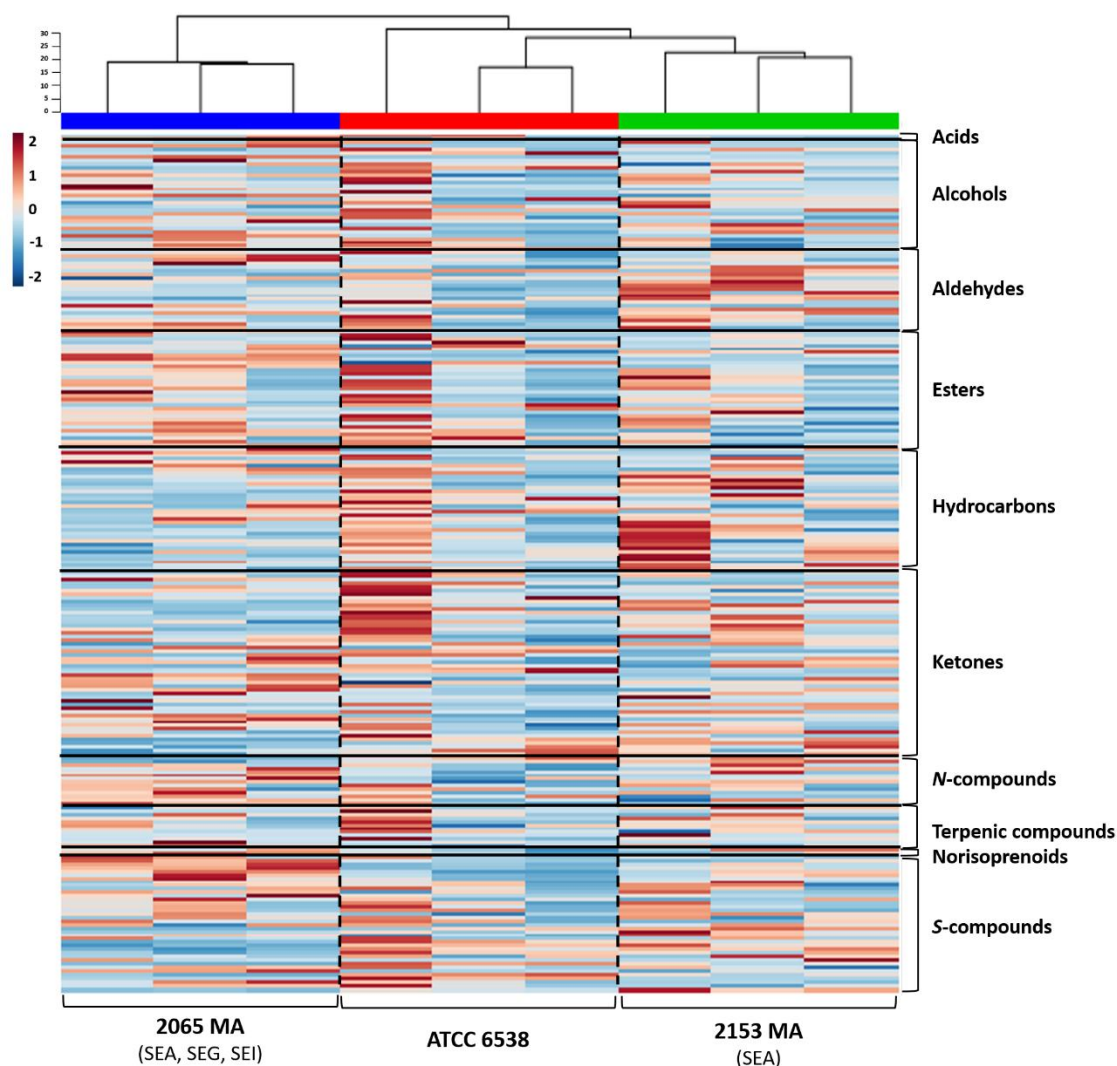 30
25
20
15
10
5
0
2
1
0
-1
-2
Acids
Alcohols
Aldehydes
Esters
Hydrocarbons
Ketones
N-compounds
Terpenic compounds
Norisoprenoids
S-compounds
2065 MA
(SEA, SEG, SEI)
ATCC 6538
2153 MA
(SEA)